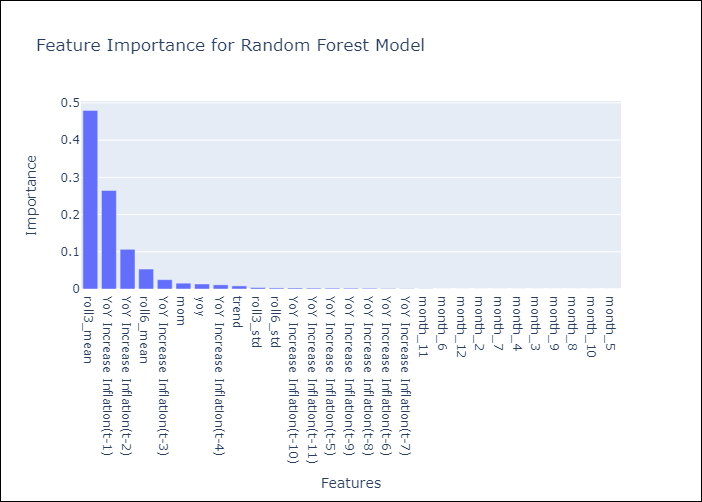 Feature Importance for Random Forest Model
Importance
0.5
0.4
0.3
0.2
0.1
0
roll3_mean
YoY Increase Inflation(t-1)
YoY Increase Inflation(t-2)
roll6_mean
YoY Increase Inflation(t-3)
mom
yoy
YoY Increase Inflation(t-4)
trend
roll3_std
roll6_std
YoY Increase Inflation(t-10)
YoY Increase Inflation(t-11)
YoY Increase Inflation(t-5)
YoY Increase Inflation(t-9)
YoY Increase Inflation(t-8)
YoY Increase Inflation(t-6)
YoY Increase Inflation(t-7)
month_11
month_6
month_12
month_2
month_7
month_4
month_3
month_9
month_8
month_10
month_5
Features